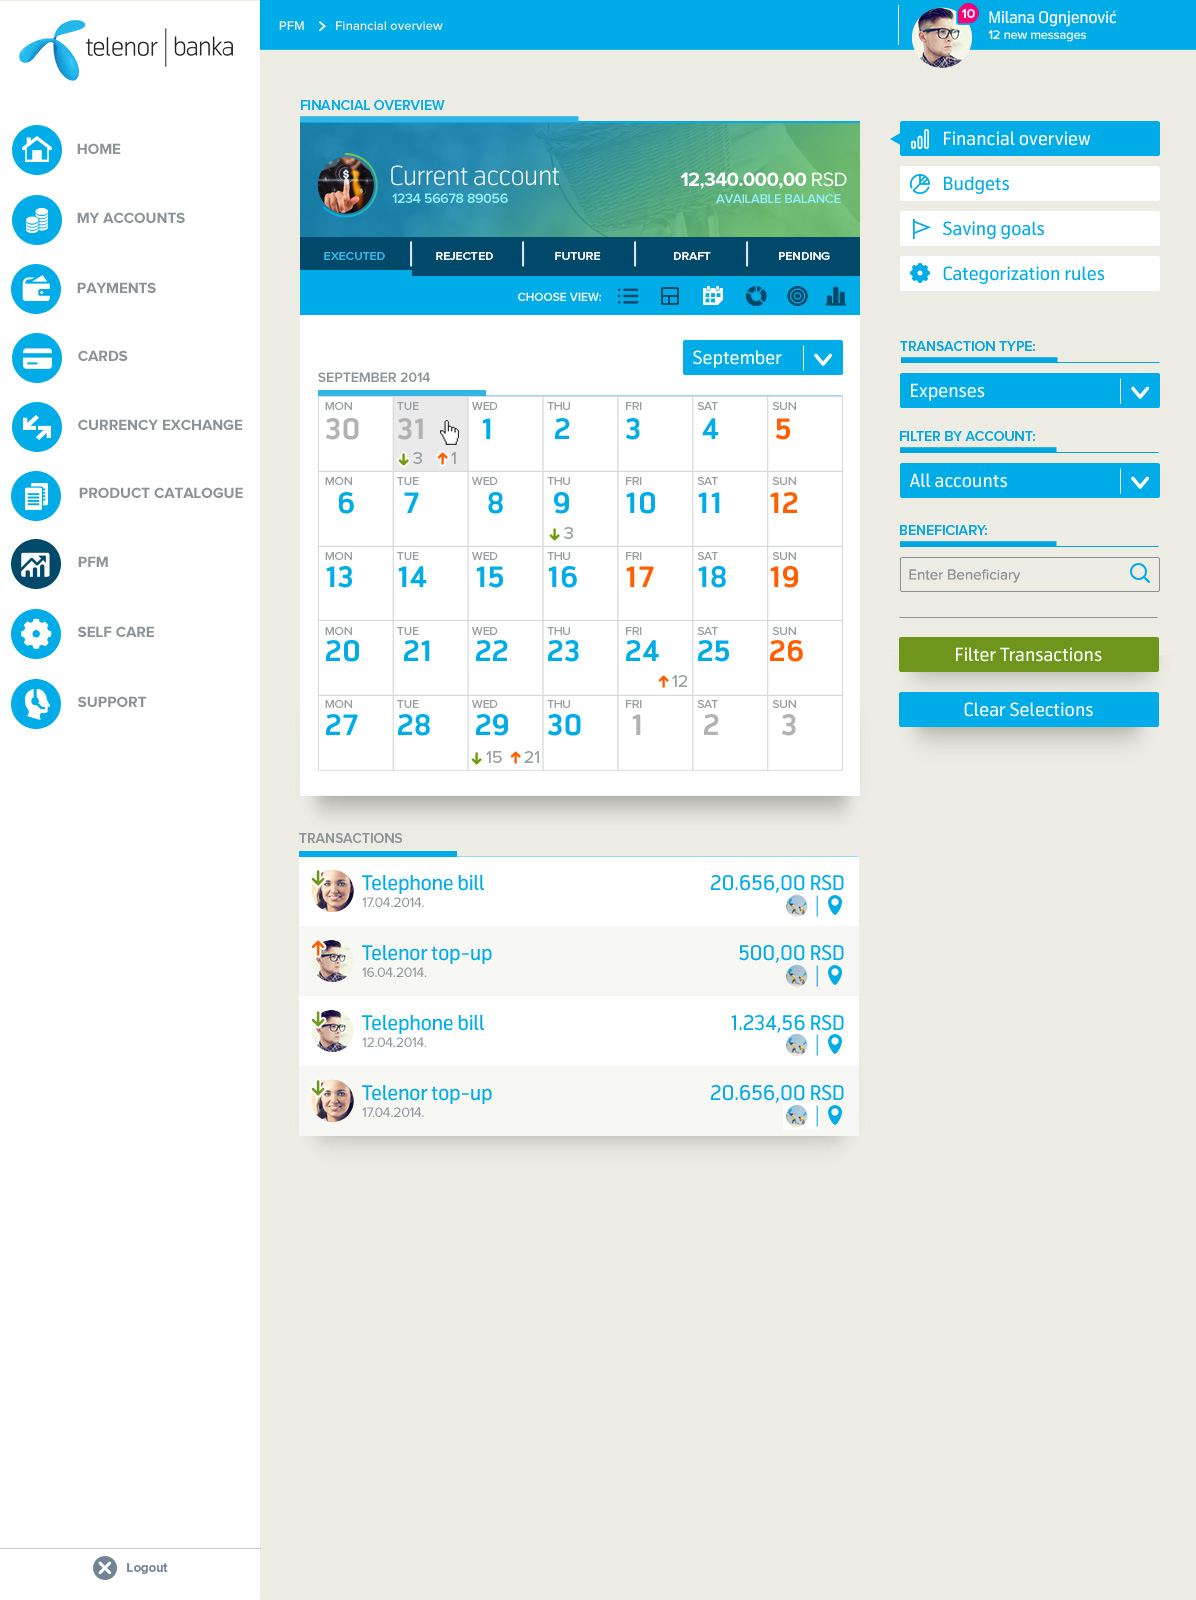 telenor | banka
PFM > Financial overview
10
Milana Ognjenović
12 new messages
HOME
MY ACCOUNTS
PAYMENTS
CARDS
CURRENCY EXCHANGE
PRODUCT CATALOGUE
PFM
SELF CARE
SUPPORT
Logout
FINANCIAL OVERVIEW
Current account
1234 56678 89056
12,340.000,00 RSD
AVAILABLE BALANCE
EXECUTED REJECTED FUTURE DRAFT PENDING
CHOOSE VIEW:
September
SEPTEMBER 2014
MON TUE WED THU FRI SAT SUN
30 31 1 2 3 4 5
3 1
MON TUE WED THU FRI SAT SUN
6 7 8 9 10 11 12
3
MON TUE WED THU FRI SAT SUN
13 14 15 16 17 18 19
MON TUE WED THU FRI SAT SUN
20 21 22 23 24 25 26
12
MON TUE WED THU FRI SAT SUN
27 28 29 30 1 2 3
15 21
TRANSACTIONS
Telephone bill 20.656,00 RSD
17.04.2014.
Telenor top-up 500,00 RSD
16.04.2014.
Telephone bill 1.234,56 RSD
12.04.2014.
Telenor top-up 20.656,00 RSD
17.04.2014.
Financial overview
Budgets
Saving goals
Categorization rules
TRANSACTION TYPE:
Expenses
FILTER BY ACCOUNT:
All accounts
BENEFICIARY:
Enter Beneficiary
Filter Transactions
Clear Selections